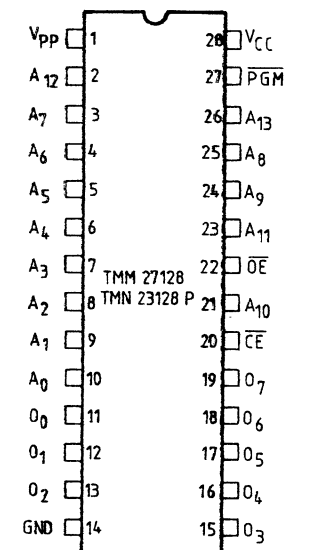 VPP 1 28 VCC
A12 2 27 PGM
A7 3 26 A13
A6 4 25 A8
A5 5 24 A9
A4 6 23 A11
A3 7 22 OE
TMM 27128
TMN 23128 P
A2 8 21 A10
A1 9 20 CE
A0 10 19 O7
O0 11 18 O6
O1 12 17 O5
O2 13 16 O4
GND 14 15 O3